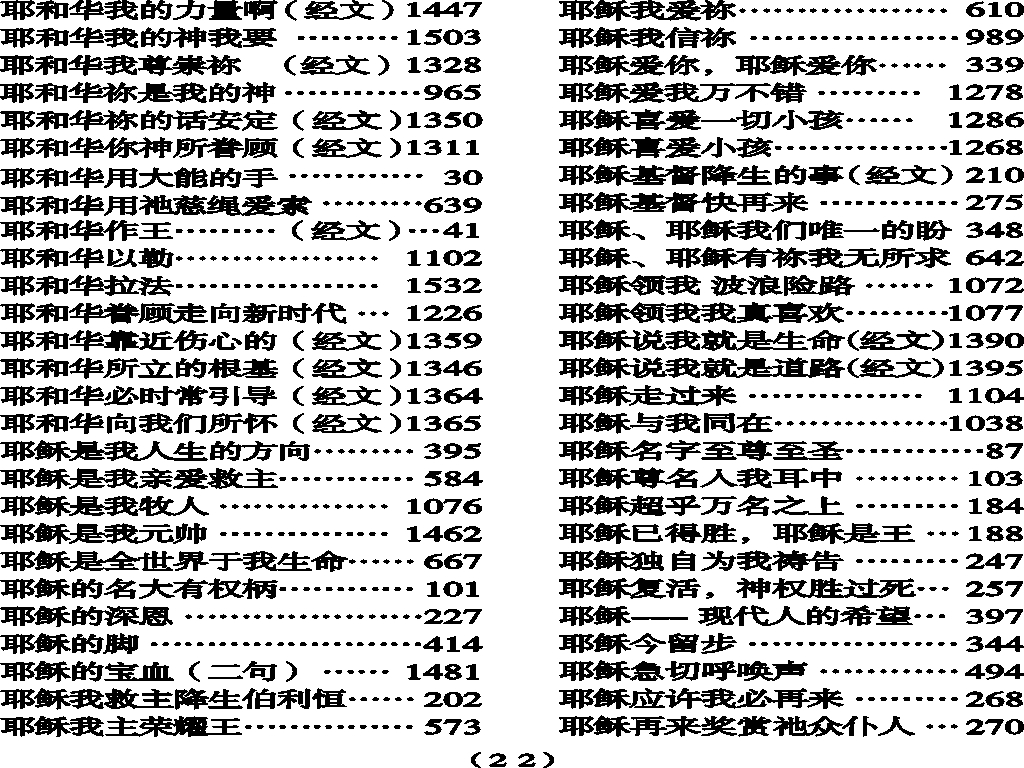 耶和华我的力量啊(经文)1447
耶和华我的神我要 ·········1503
耶和华我尊崇祢 (经文)1328
耶和华祢是我的神 ············965
耶和华祢的话安定(经文)1350
耶和华你神所眷顾(经文)1311
耶和华用大能的手 ············ 30
耶和华用祂慈绳爱索 ·········639
耶和华作王·········(经文)···41
耶和华以勒·················· 1102
耶和华拉法·················· 1532
耶和华眷顾走向新时代 ··· 1226
耶和华靠近伤心的(经文)1359
耶和华所立的根基(经文)1346
耶和华必时常引导(经文)1364
耶和华向我们所怀(经文)1365
耶稣是我人生的方向········· 395
耶稣是我亲爱救主············ 584
耶稣是我牧人 ··············· 1076
耶稣是我元帅 ··············· 1462
耶稣是全世界于我生命······ 667
耶稣的名大有权柄············ 101
耶稣的深恩 ·····················227
耶稣的脚 ························414
耶稣的宝血(二句) ······ 1481
耶稣我救主降生伯利恒······ 202
耶稣我主荣耀王··············· 573
耶稣我爱祢·················· 610
耶稣我信祢 ··················989
耶稣爱你,耶稣爱你······ 339
耶稣爱我万不错 ········· 1278
耶稣喜爱一切小孩······ 1286
耶稣喜爱小孩···············1268
耶稣基督降生的事(经文)210
耶稣基督快再来 ············ 275
耶稣、耶稣我们唯一的盼 348
耶稣、耶稣有祢我无所求 642
耶稣领我 波浪险路 ······ 1072
耶稣领我我真喜欢·········1077
耶稣说我就是生命(经文)1390
耶稣说我就是道路(经文)1395
耶稣走过来 ··············· 1104
耶稣与我同在···············1038
耶稣名字至尊至圣············87
耶稣尊名人我耳中 ········· 103
耶稣超乎万名之上 ········· 184
耶稣已得胜,耶稣是王 ··· 188
耶稣独自为我祷告 ········· 247
耶稣复活,神权胜过死··· 257
耶稣—— 现代人的希望··· 397
耶稣今留步 ·················· 344
耶稣急切呼唤声 ············494
耶稣应许我必再来 ········· 268
耶稣再来奖赏祂众仆人 ··· 270
(22)